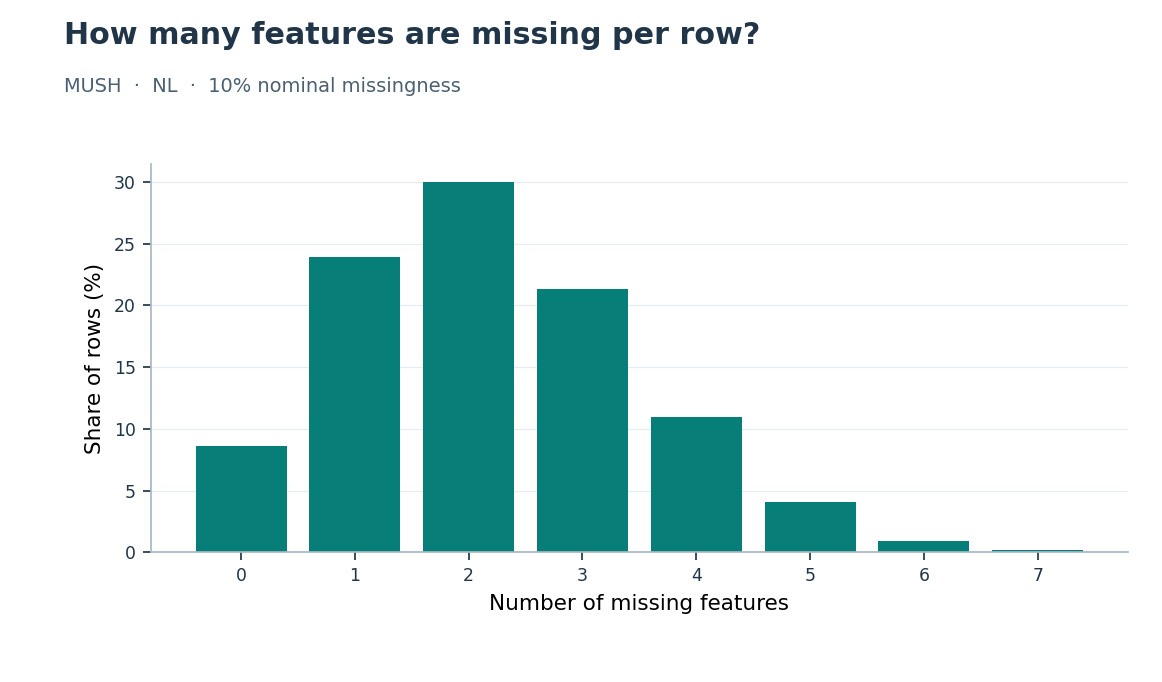 How many features are missing per row?
MUSH · NL · 10% nominal missingness
Share of rows (%)
30
25
20
15
10
5
0
0 1 2 3 4 5 6 7
Number of missing features